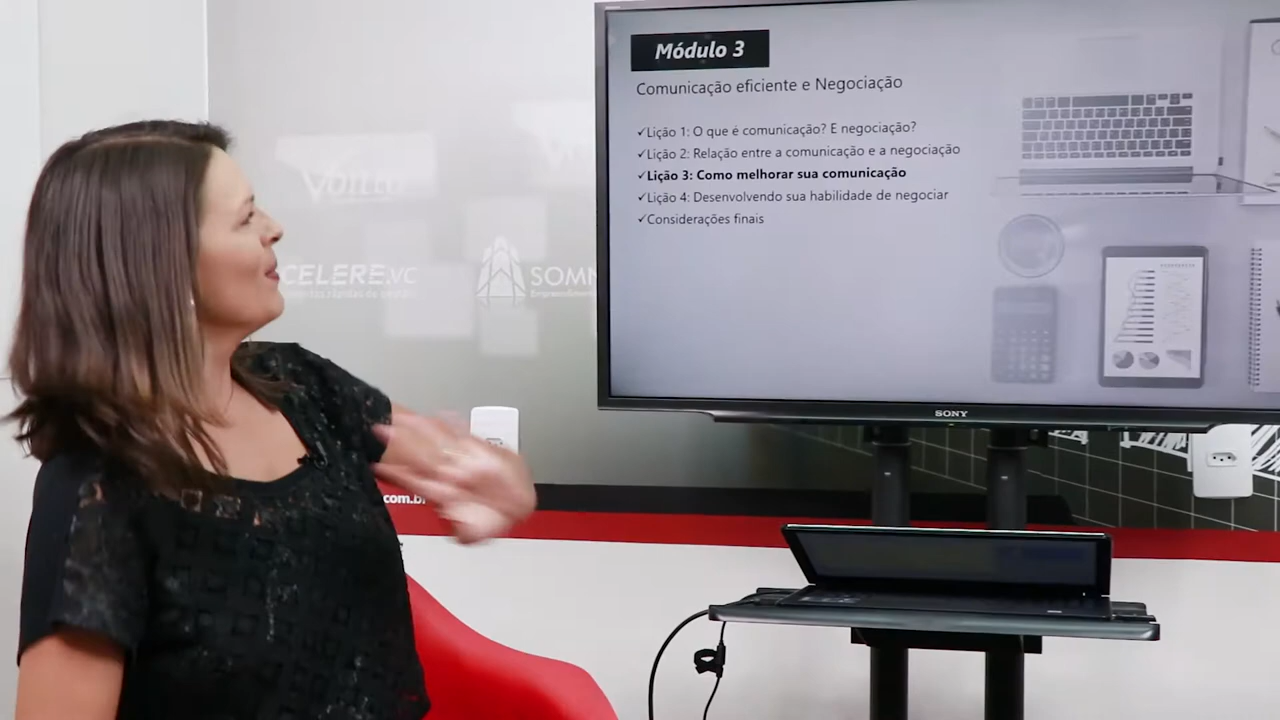 Módulo 3
Comunicação eficiente e Negociação
✓Lição 1: O que é comunicação? E negociação?
✓Lição 2: Relação entre a comunicação e a negociação
✓Lição 3: Como melhorar sua comunicação
✓Lição 4: Desenvolvendo sua habilidade de negociar
✓Considerações finais
CELERE.VC
SOMN
SONY
.com.b